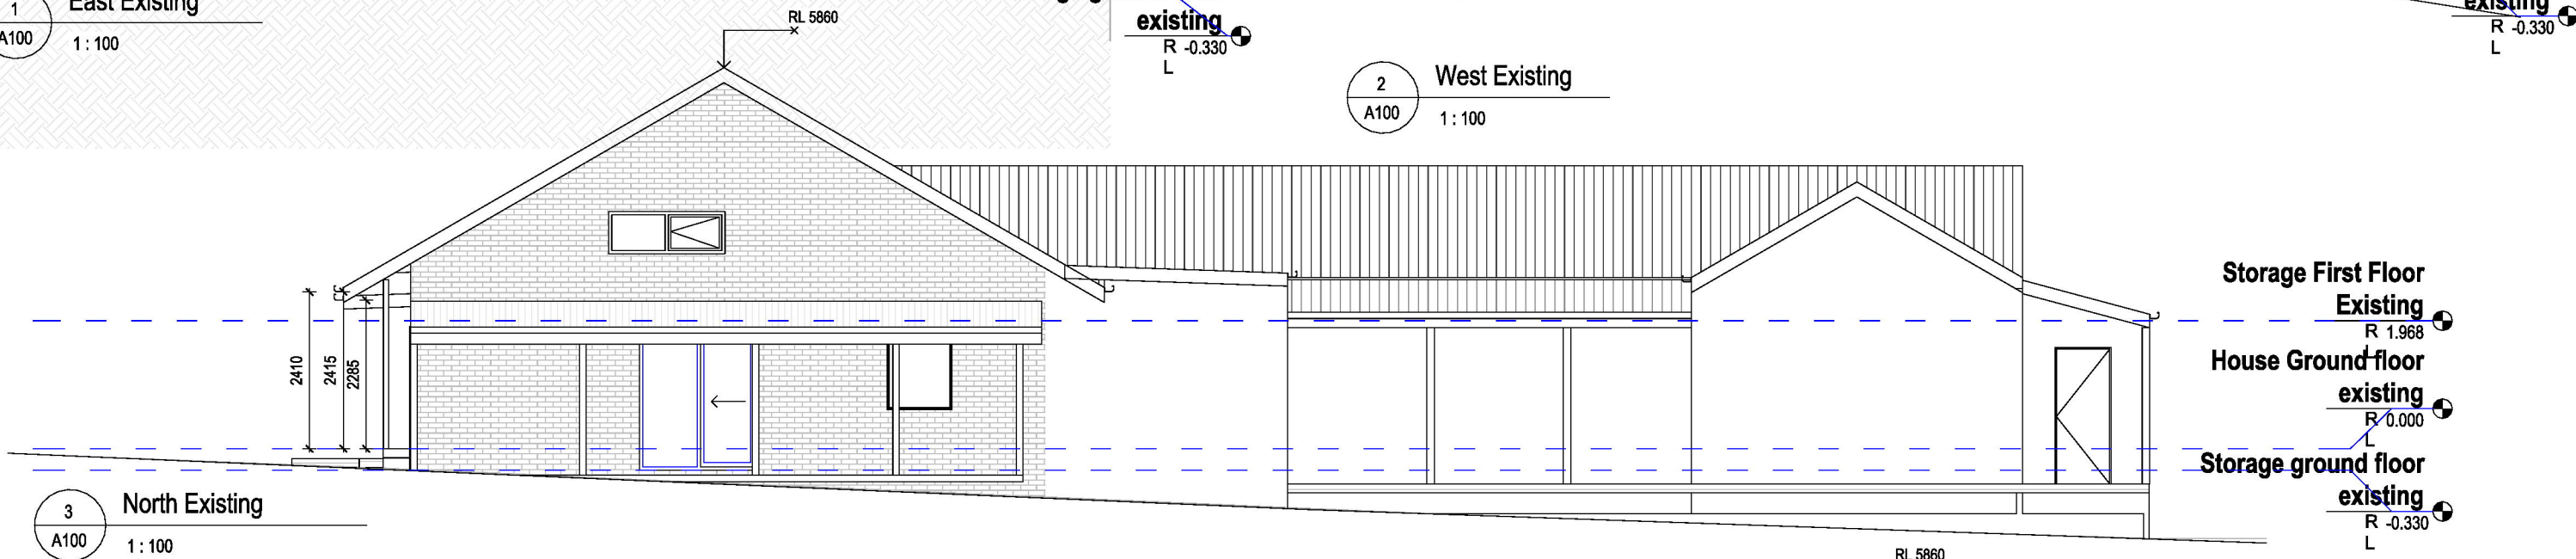 1
East Existing
A100
1 : 100
RL 5860
existing
R -0.330
L
existing
R -0.330
L
2
West Existing
A100
1 : 100
Storage First Floor
Existing
R 1.968
L
House Ground floor
existing
R 0.000
L
Storage ground floor
existing
R -0.330
L
2410
2415
2285
3
North Existing
A100
1 : 100
RL 5860